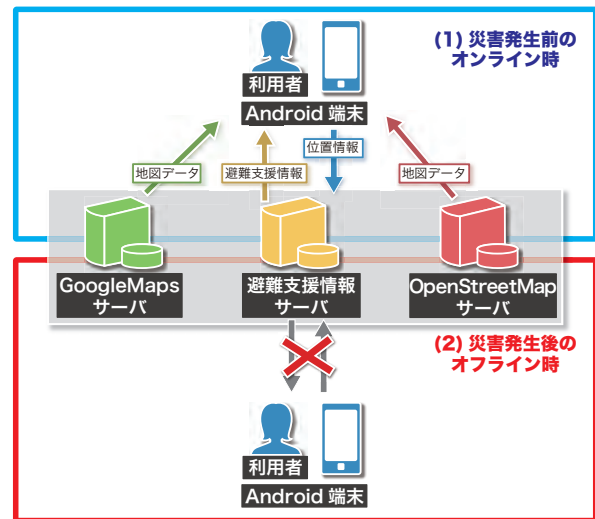 (1) 災害発生前の
オンライン時
利用者
Android 端末
位置情報
地図データ
避難支援情報
地図データ
GoogleMaps
サーバ
避難支援情報
サーバ
OpenStreetMap
サーバ
(2) 災害発生後の
オフライン時
利用者
Android 端末